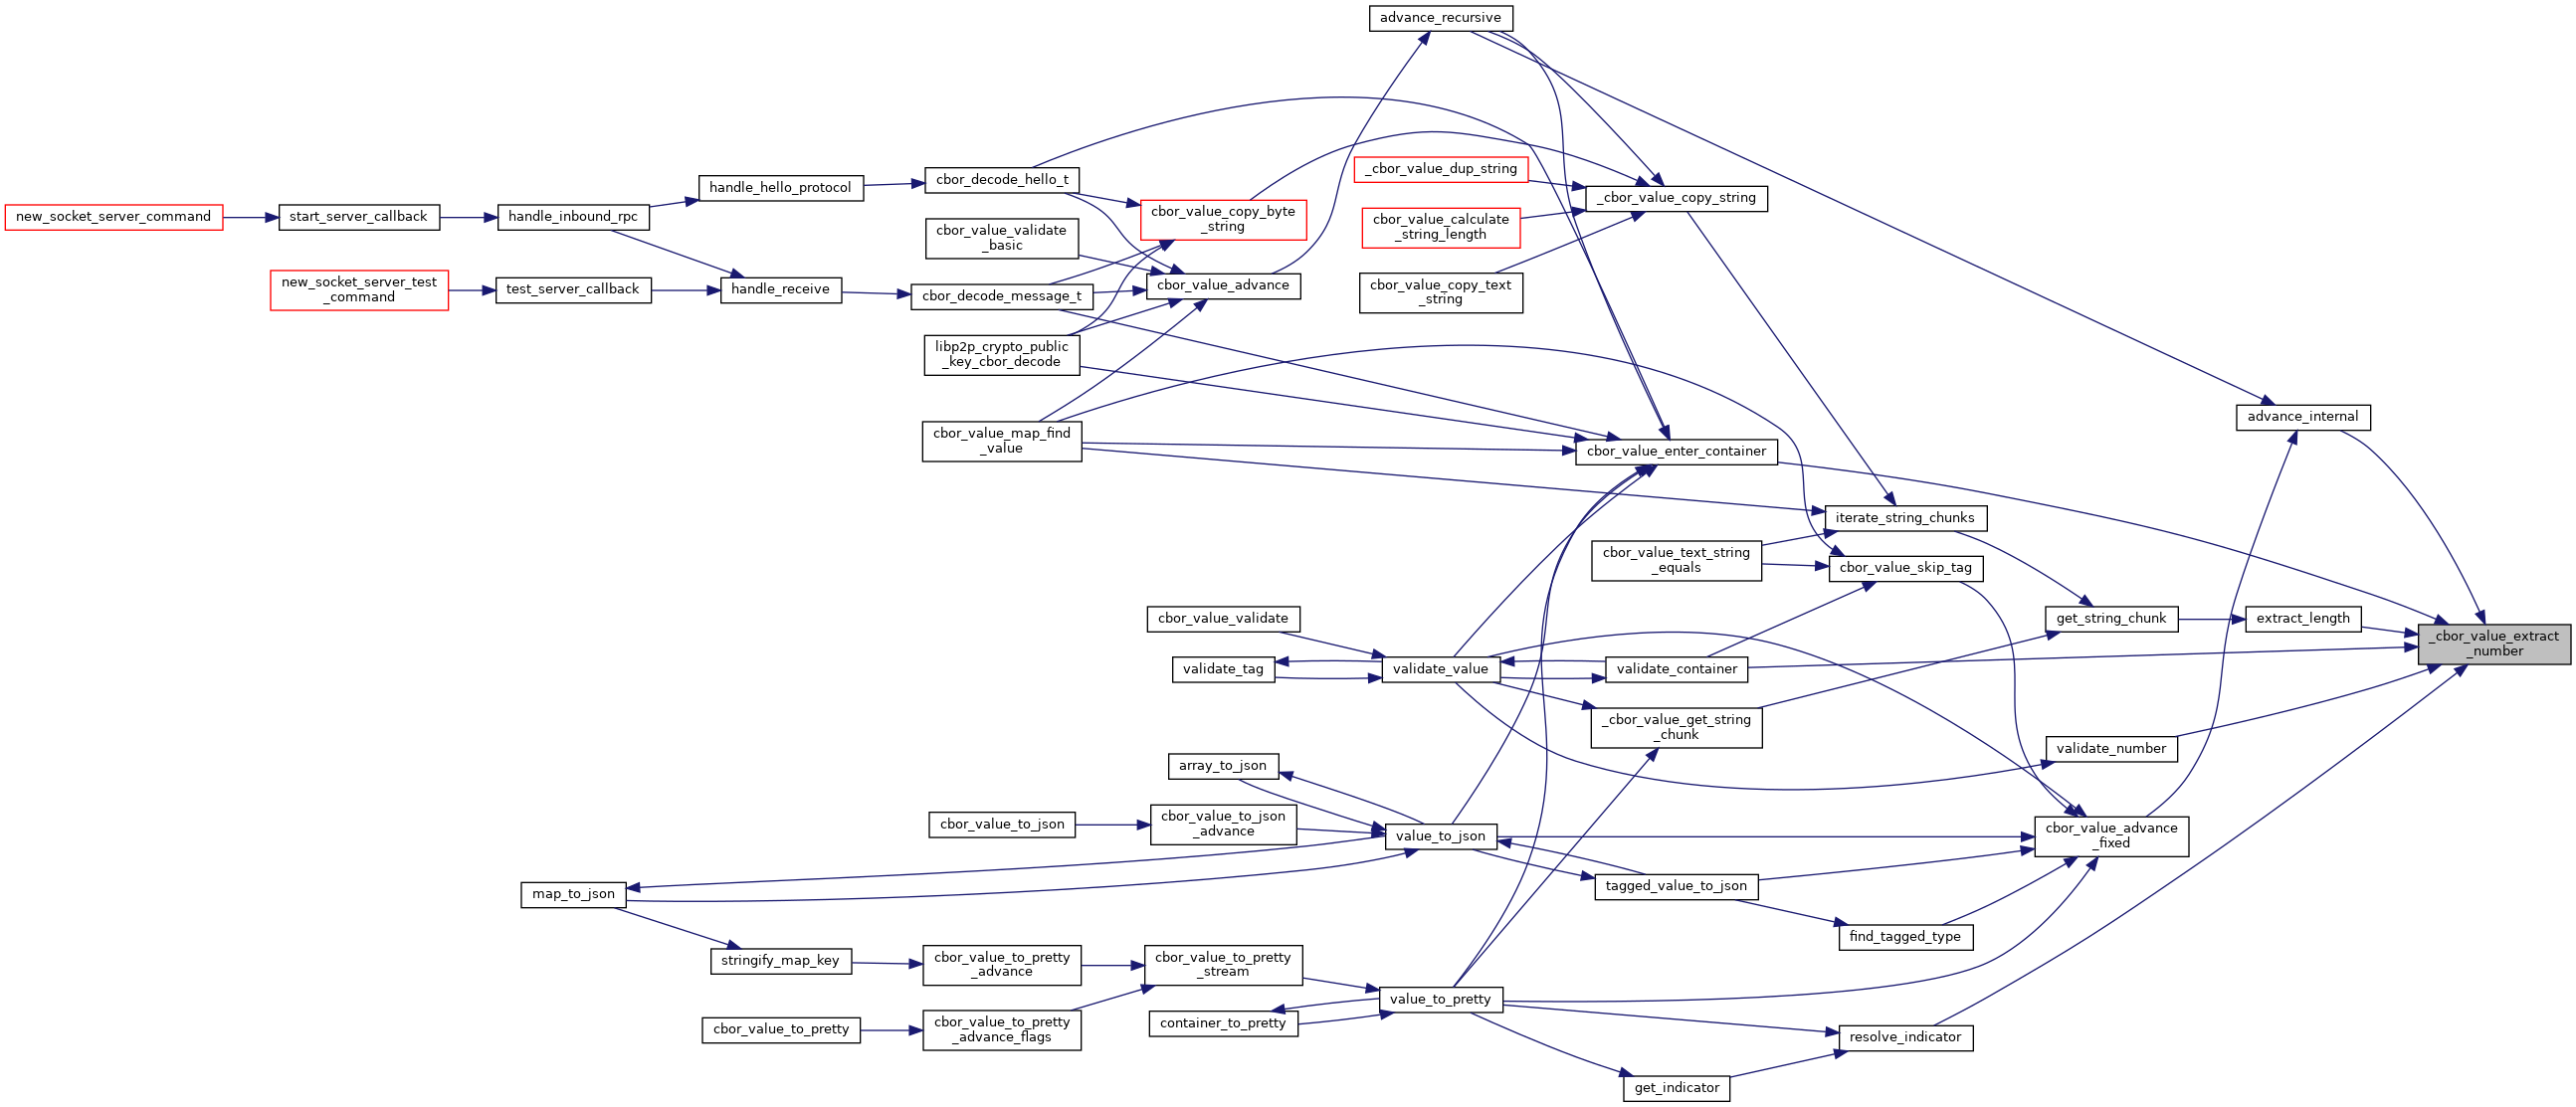 advance_recursive
_cbor_value_dup_string
cbor_decode_hello_t
handle_hello_protocol
_cbor_value_copy_string
new_socket_server_command
start_server_callback
handle_inbound_rpc
cbor_value_copy_byte
_string
cbor_value_calculate
_string_length
cbor_value_validate
_basic
new_socket_server_test
_command
test_server_callback
handle_receive
cbor_decode_message_t
cbor_value_advance
cbor_value_copy_text
_string
libp2p_crypto_public
_key_cbor_decode
advance_internal
cbor_value_map_find
_value
cbor_value_enter_container
iterate_string_chunks
cbor_value_text_string
_equals
cbor_value_skip_tag
cbor_value_validate
get_string_chunk
extract_length
_cbor_value_extract
_number
validate_tag
validate_value
validate_container
_cbor_value_get_string
_chunk
validate_number
array_to_json
cbor_value_to_json
cbor_value_to_json
_advance
value_to_json
cbor_value_advance
_fixed
map_to_json
tagged_value_to_json
find_tagged_type
stringify_map_key
cbor_value_to_pretty
_advance
cbor_value_to_pretty
_stream
value_to_pretty
cbor_value_to_pretty
cbor_value_to_pretty
_advance_flags
container_to_pretty
resolve_indicator
get_indicator